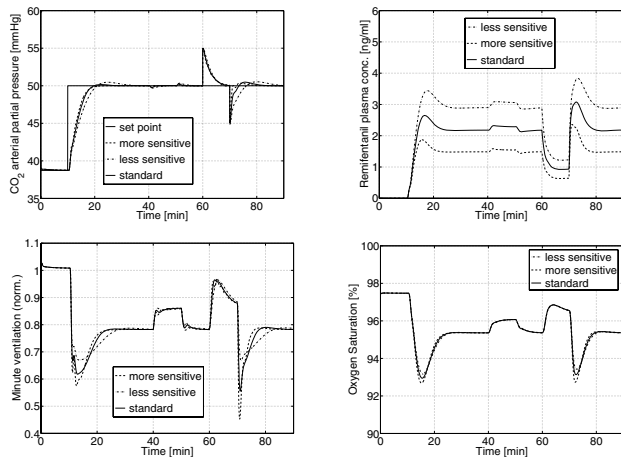 60
55
50
45
40
35
CO2 arterial partial pressure [mmHg]
set point
more sensitive
less sensitive
standard
0 20 40 60 80
Time [min]
6
5
4
3
2
1
0
Remifentanil plasma conc. [ng/ml]
less sensitive
more sensitive
standard
0 20 40 60 80
Time [min]
1.1
1
0.9
0.8
0.7
0.6
0.5
0.4
Minute ventilation (norm.)
more sensitive
less sensitive
standard
0 20 40 60 80
Time [min]
100
98
96
94
92
90
Oxygen Saturation [%]
less sensitive
more sensitive
standard
0 20 40 60 80
Time [min]